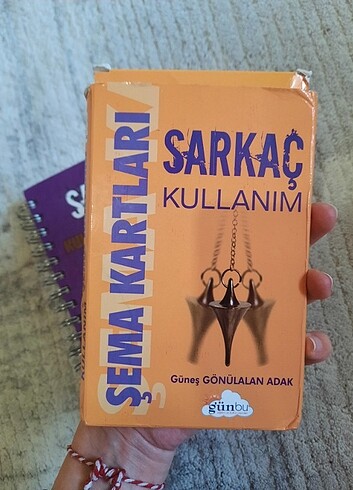 SARKAÇ
KULLANIM
ŞEMA KARTLARI
Güneş GÖNÜLALAN ADAK
günbu